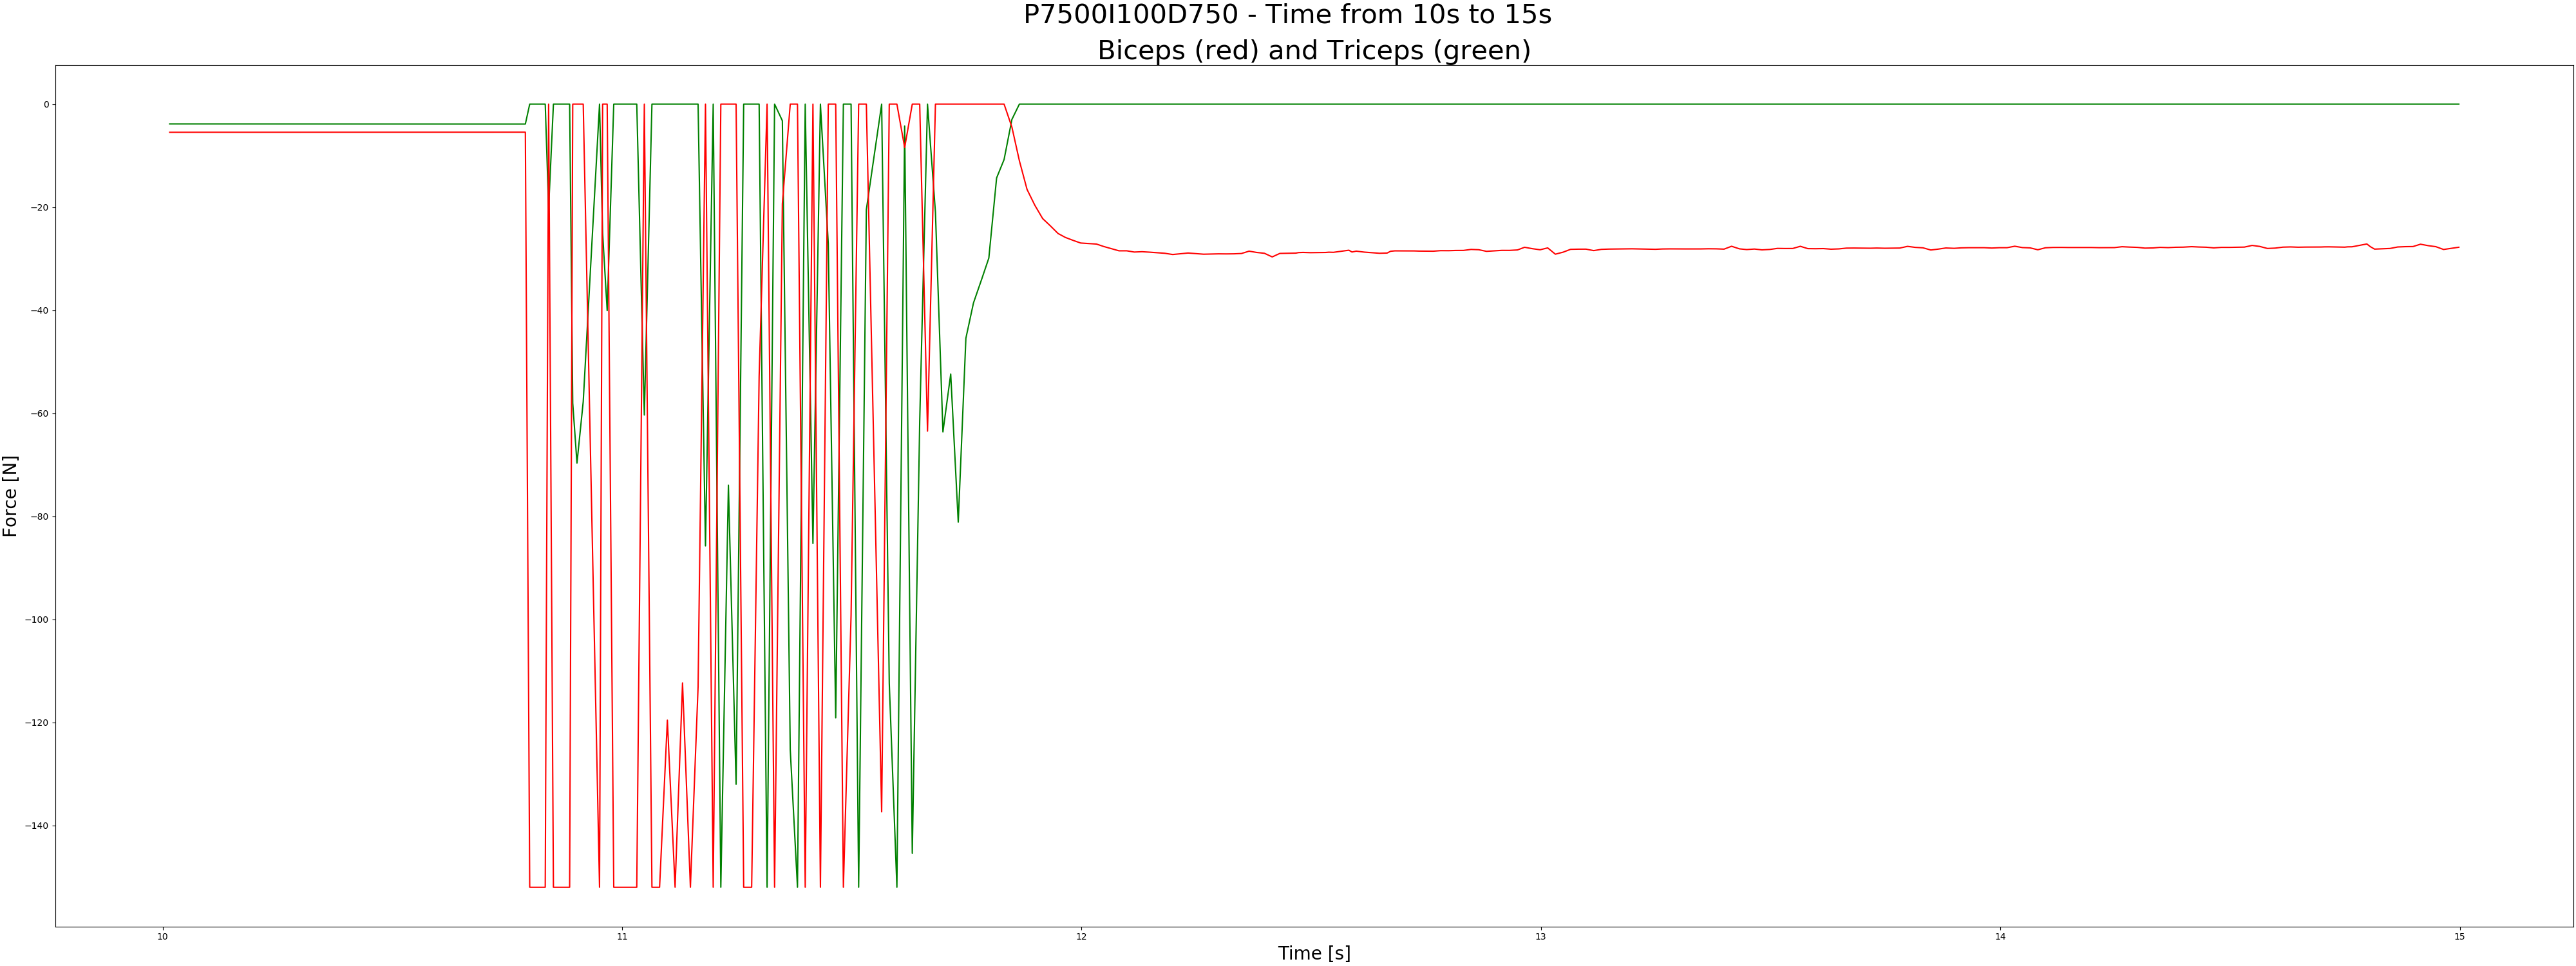 P7500I100D750 - Time from 10s to 15s
Biceps (red) and Triceps (green)
0
−20
−40
−60
−80
−100
−120
−140
Force [N]
10 11 12 13 14 15
Time [s]